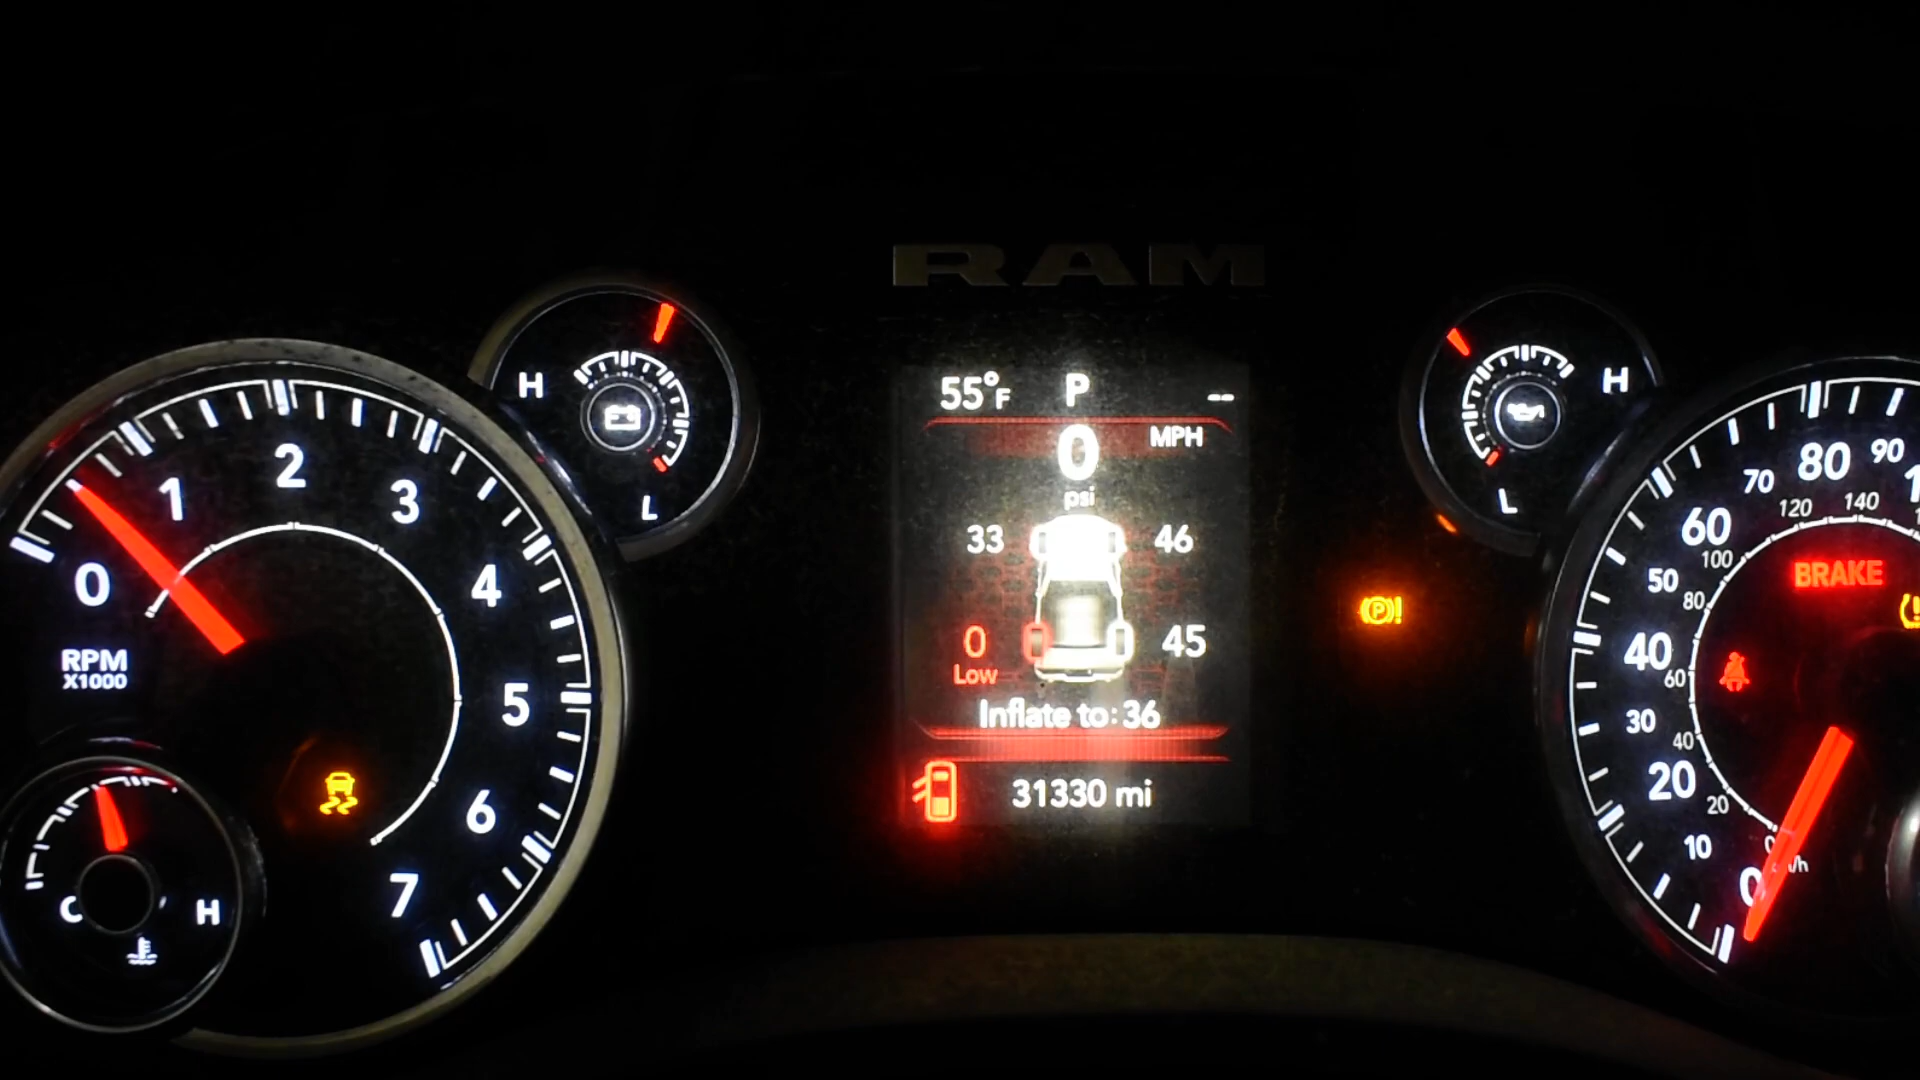 RAM
55°F P --
0 MPH
psi
33 46
0 45
Low
Inflate to: 36
31330 mi
0 1 2 3 4 5 6 7
RPM
X1000
H
L
C H
H
L
0 10 20 30 40 50 60 70 80 90
20 40 60 80 100 120 140
BRAKE